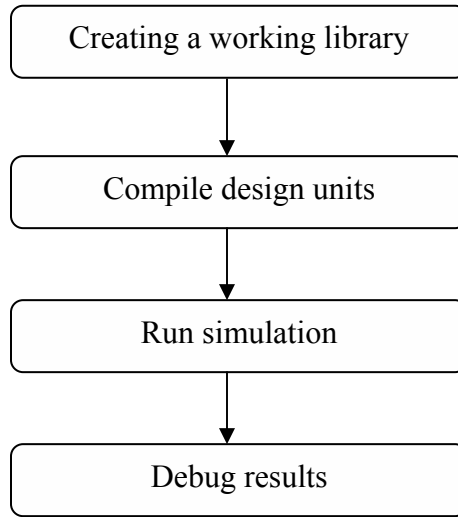 Creating a working library
Compile design units
Run simulation
Debug results